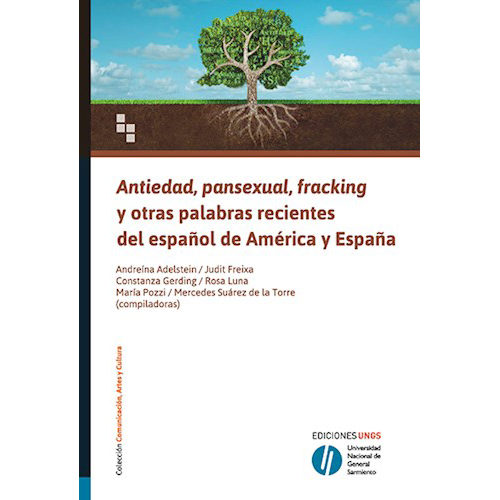 Antiedad, pansexual, fracking
y otras palabras recientes
del español de América y España
Andreína Adelstein / Judit Freixa
Constanza Gerding / Rosa Luna
María Pozzi / Mercedes Suárez de la Torre
(compiladoras)
Colección Comunicación, Artes y Cultura
EDICIONES UNGS
Universidad
Nacional de
General
Sarmiento